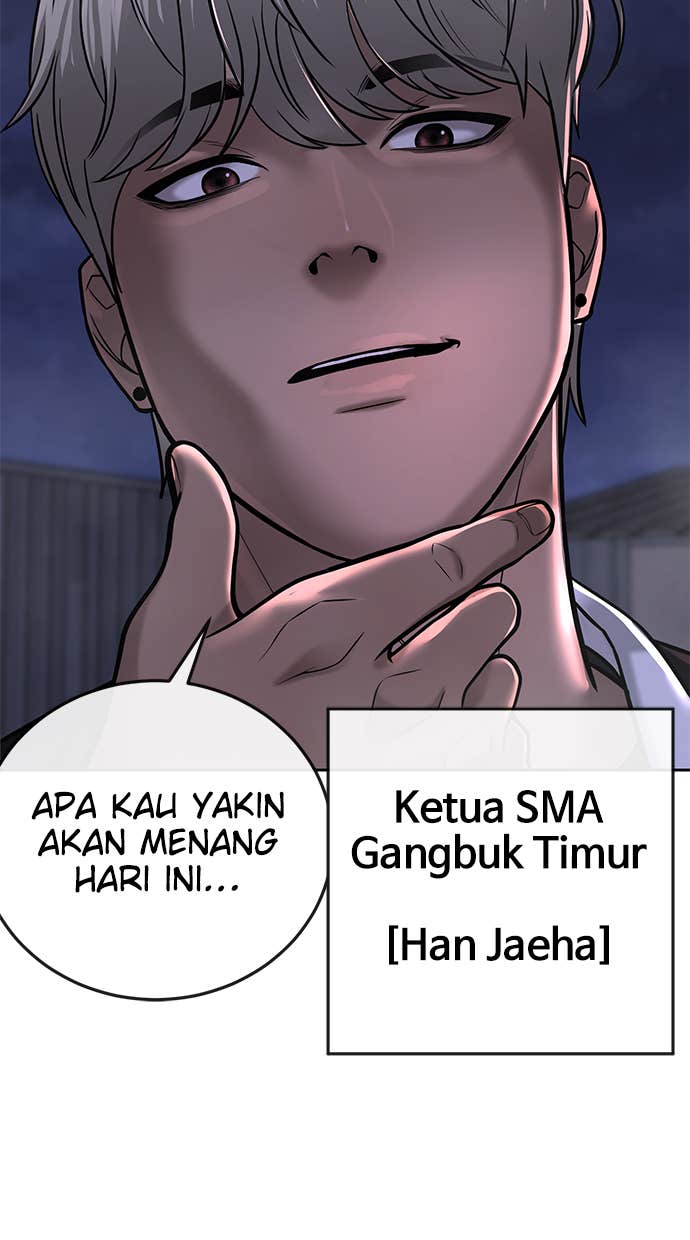 APA KAU YAKIN
AKAN MENANG
HARI INI...
Ketua SMA
Gangbuk Timur
[Han Jaeha]